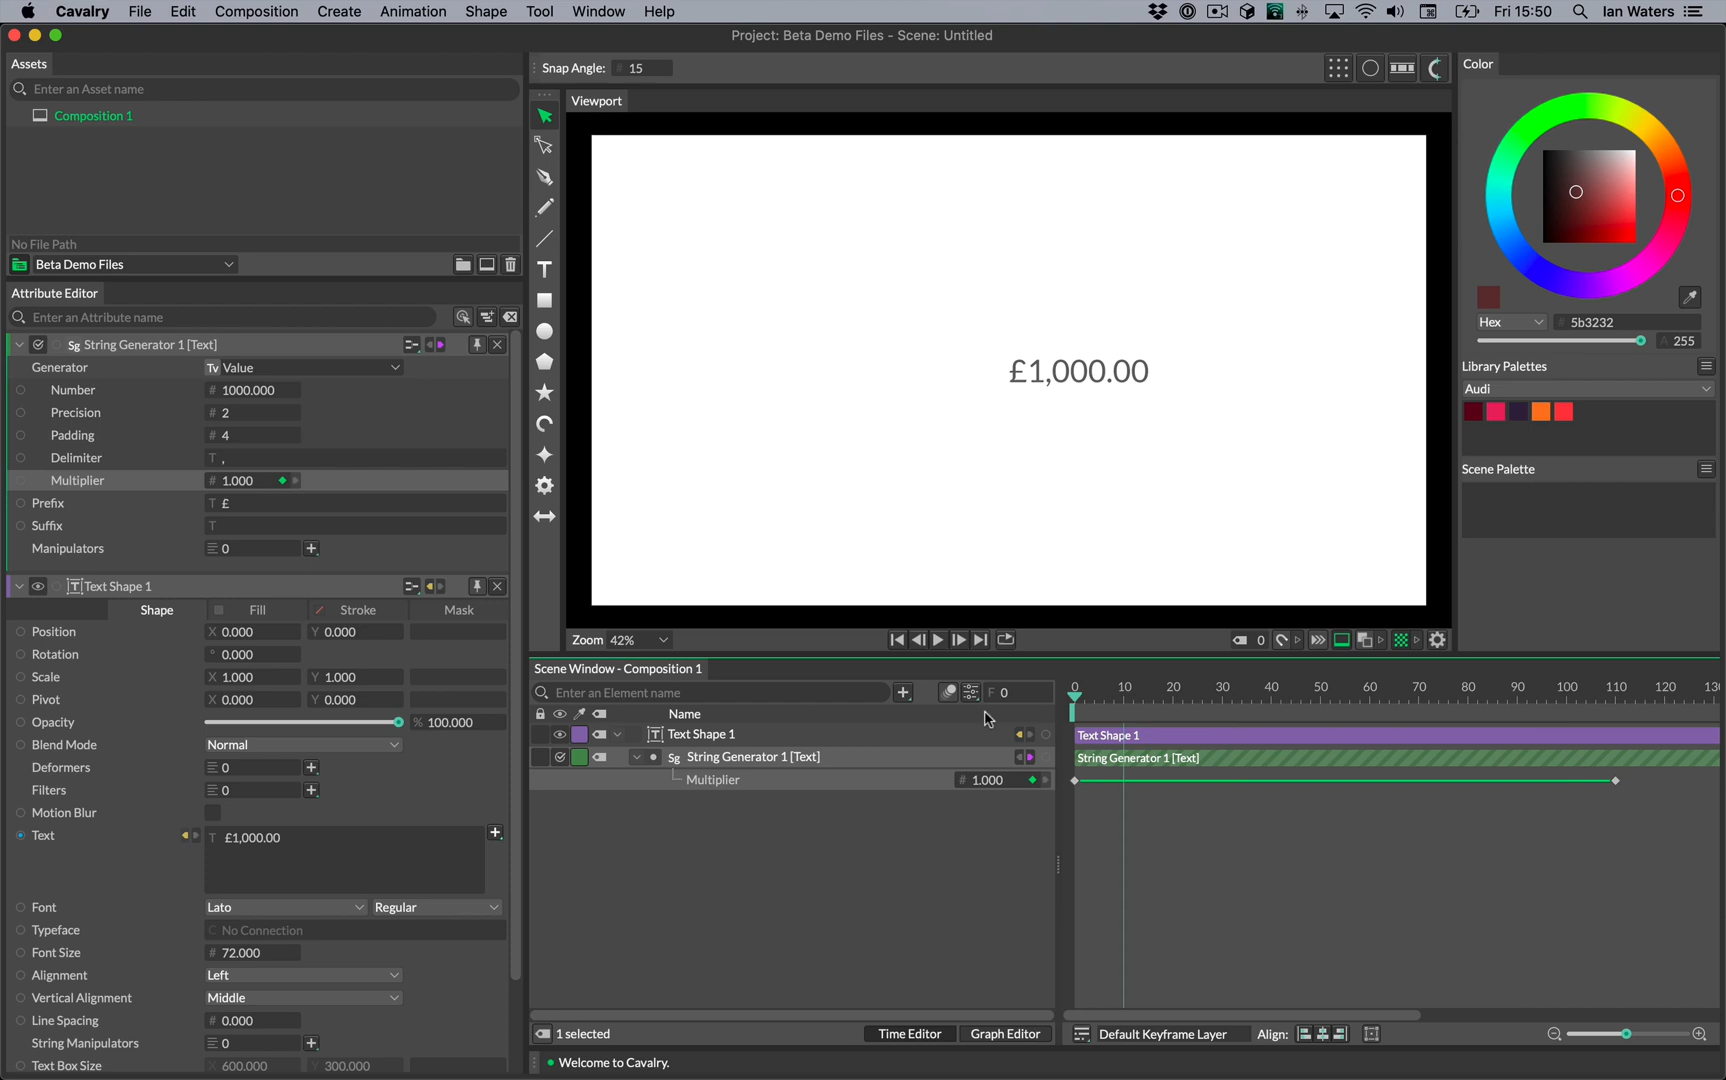 Cavalry File Edit Composition Create Animation Shape Tool Window Help Fri 15:50 Ian Waters
Project: Beta Demo Files - Scene: Untitled
Assets
Enter an Asset name
Composition 1
No File Path
Beta Demo Files
Attribute Editor
Enter an Attribute name
Sg String Generator 1 [Text]
Generator Tv Value
Number # 1000.000
Precision # 2
Padding # 4
Delimiter T ,
Multiplier # 1.000
Prefix T £
Suffix T
Manipulators 0
T Text Shape 1
Shape Fill Stroke Mask
Position X 0.000 Y 0.000
Rotation ° 0.000
Scale X 1.000 Y 1.000
Pivot X 0.000 Y 0.000
Opacity % 100.000
Blend Mode Normal
Deformers 0
Filters 0
Motion Blur
Text T £1,000.00
Font Lato Regular
Typeface C No Connection
Font Size # 72.000
Alignment Left
Vertical Alignment Middle
Line Spacing # 0.000
String Manipulators 0
Text Box Size X 600.000 Y 300.000
Snap Angle: # 15
Viewport
£1,000.00
Zoom 42% 0
Scene Window - Composition 1
Enter an Element name F 0
Name
T Text Shape 1
Sg String Generator 1 [Text]
Multiplier # 1.000
0 10 20 30 40 50 60 70 80 90 100 110 120 13
Text Shape 1
String Generator 1 [Text]
1 selected Time Editor Graph Editor
Default Keyframe Layer Align:
Welcome to Cavalry.
Color
Hex # 5b3232
A 255
Library Palettes
Audi
Scene Palette